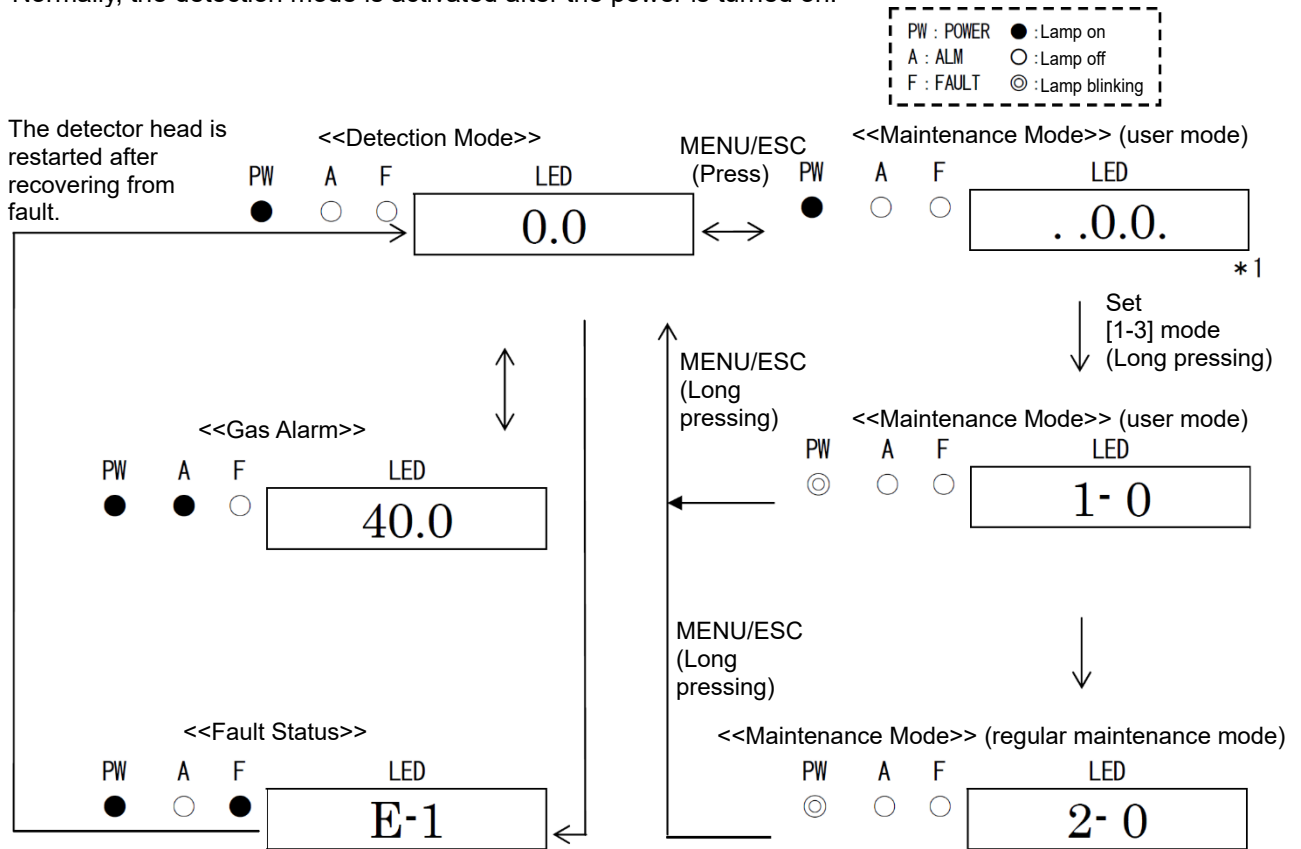 Normally, the detection mode is activated after the power is turned on.
PW : POWER ● : Lamp on
A : ALM ○ : Lamp off
F : FAULT ◎ : Lamp blinking
The detector head is
restarted after
recovering from
fault.
<<Detection Mode>>
PW A F LED
0.0
MENU/ESC
(Press)
<<Maintenance Mode>> (user mode)
PW A F LED
. .0.0.
*1
Set
[1-3] mode
(Long pressing)
MENU/ESC
(Long
pressing)
<<Gas Alarm>>
PW A F LED
40.0
<<Maintenance Mode>> (user mode)
PW A F LED
1- 0
MENU/ESC
(Long
pressing)
<<Fault Status>>
PW A F LED
E-1
<<Maintenance Mode>> (regular maintenance mode)
PW A F LED
2- 0